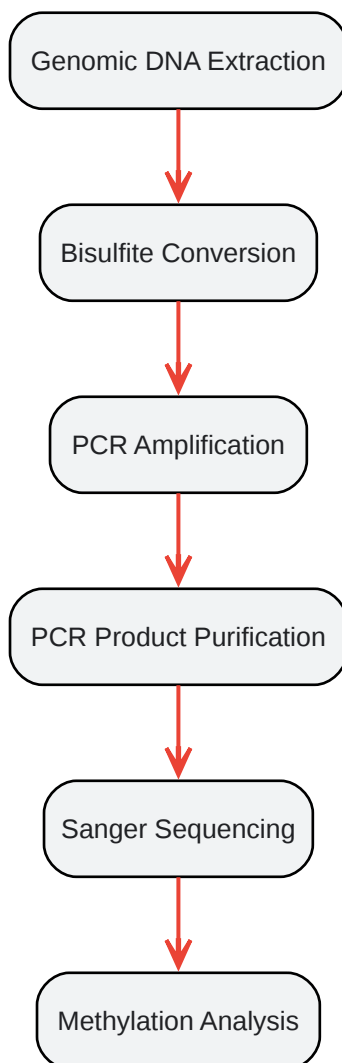 Genomic DNA Extraction
Bisulfite Conversion
PCR Amplification
PCR Product Purification
Sanger Sequencing
Methylation Analysis